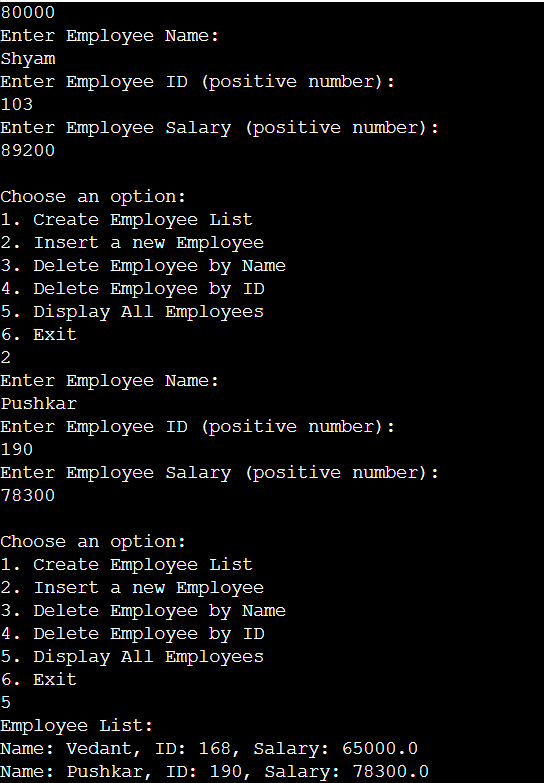 80000
Enter Employee Name:
Shyam
Enter Employee ID (positive number):
103
Enter Employee Salary (positive number):
89200
Choose an option:
1. Create Employee List
2. Insert a new Employee
3. Delete Employee by Name
4. Delete Employee by ID
5. Display All Employees
6. Exit
2
Enter Employee Name:
Pushkar
Enter Employee ID (positive number):
190
Enter Employee Salary (positive number):
78300
Choose an option:
1. Create Employee List
2. Insert a new Employee
3. Delete Employee by Name
4. Delete Employee by ID
5. Display All Employees
6. Exit
5
Employee List:
Name: Vedant, ID: 168, Salary: 65000.0
Name: Pushkar, ID: 190, Salary: 78300.0